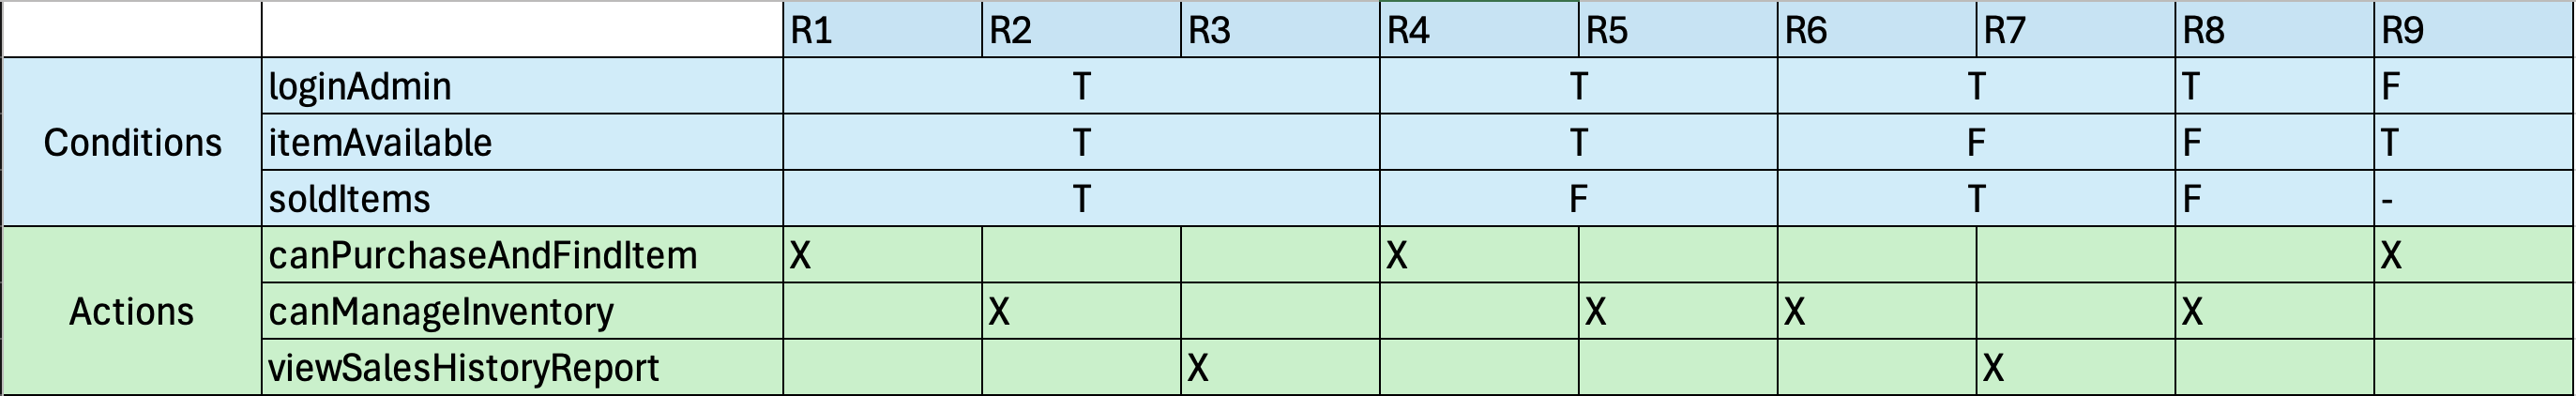 R1 R2 R3 R4 R5 R6 R7 R8 R9
Conditions
loginAdmin T T T T F
itemAvailable T T F F T
soldItems T F T F -
Actions
canPurchaseAndFindItem X X X
canManageInventory X X X X
viewSalesHistoryReport X X